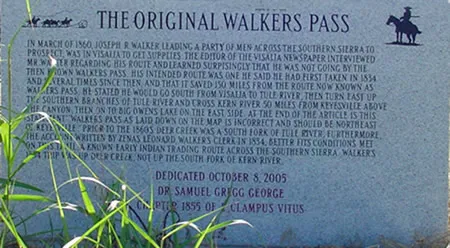 THE ORIGINAL WALKERS PASS
IN MARCH OF 1860, JOSEPH R. WALKER LEADING A PARTY OF MEN ACROSS THE SOUTHERN SIERRA TO
PROSPECT, WAS IN VISALIA TO GET SUPPLIES. THE EDITOR OF THE VISALIA NEWSPAPER INTERVIEWED
MR. WALKER REGARDING HIS ROUTE AND LEARNED SURPRISINGLY THAT HE WAS NOT GOING BY THE
THEN KNOWN WALKERS PASS. HIS INTENDED ROUTE WAS ONE HE SAID HE HAD FIRST TAKEN IN 1834
AND SEVERAL TIMES SINCE THEN, AND THAT IT SAVED 150 MILES FROM THE ROUTE NOW KNOWN AS
WALKERS PASS. HE STATED HE WOULD GO SOUTH FROM VISALIA TO TULE RIVER, THEN TURN EAST UP
THE SOUTHERN BRANCHES OF TULE RIVER AND CROSS KERN RIVER 50 MILES FROM KEYESVILLE ABOVE
THE CANYON, THEN ON TO BIG OWENS LAKE ON THE EAST SIDE. AT THE END OF THE ARTICLE IS THIS
WALKERS PASS AS LAID DOWN ON THE MAP IS INCORRECT AND SHOULD BE NORTHEAST
OF KEYESVILLE. PRIOR TO THE 1860S DEER CREEK WAS A SOUTH FORK OF TULE RIVER. FURTHERMORE
THE ACCOUNT WRITTEN BY ZENAS LEONARD, WALKER'S CLERK IN 1834, BETTER FITS CONDITIONS MET
ON THIS TRAIL, A KNOWN EARLY INDIAN TRADING ROUTE ACROSS THE SOUTHERN SIERRA. WALKER'S
WAS UP DEER CREEK, NOT UP THE SOUTH FORK OF KERN RIVER.
DEDICATED OCTOBER 8, 2005
DR. SAMUEL GREGG GEORGE
CHAPTER 1855 OF E CLAMPUS VITUS